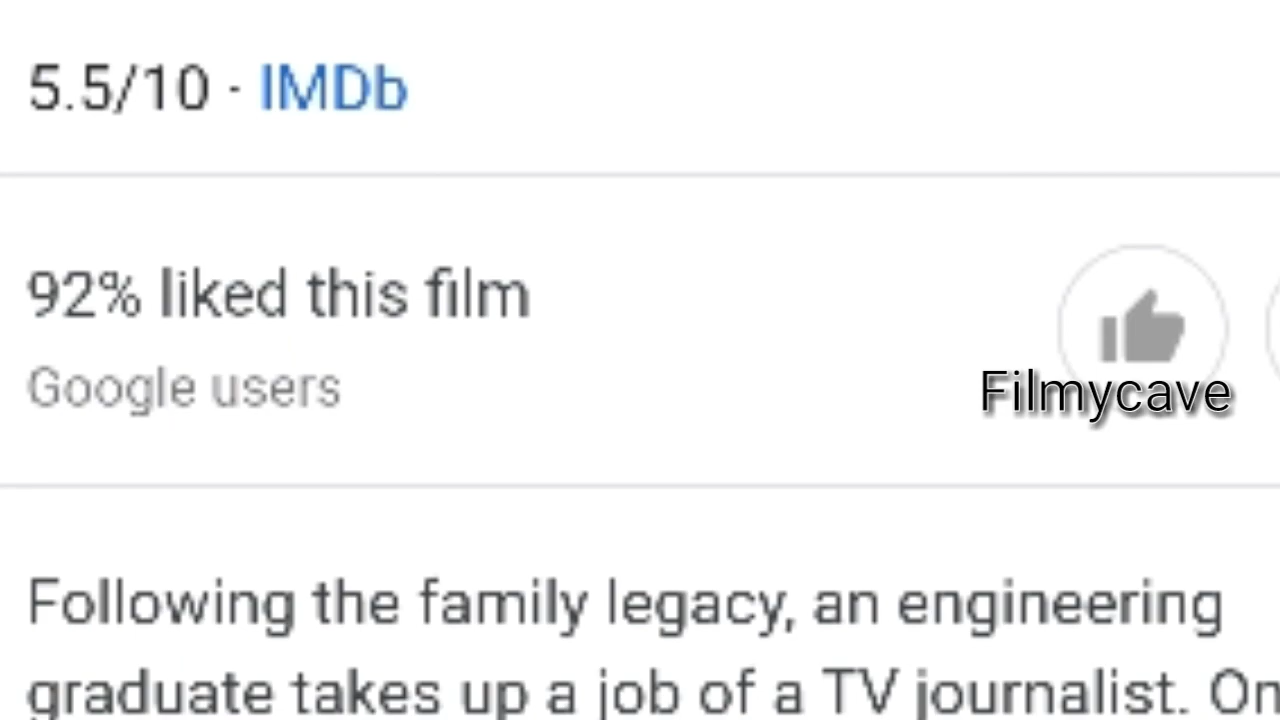 5.5/10 · IMDb
92% liked this film
Google users
Filmycave
Following the family legacy, an engineering
graduate takes up a job of a TV journalist. On